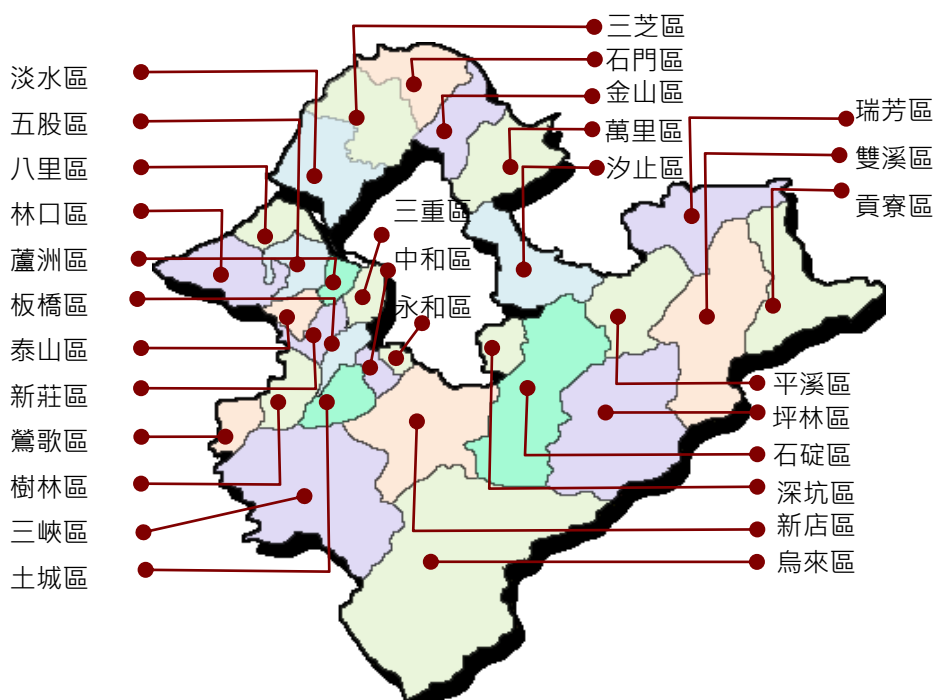 淡水區
五股區
八里區
林口區
蘆洲區
板橋區
泰山區
新莊區
鶯歌區
樹林區
三峽區
土城區
三重區
中和區
永和區
三芝區
石門區
金山區
萬里區
汐止區
瑞芳區
雙溪區
貢寮區
平溪區
坪林區
石碇區
深坑區
新店區
烏來區